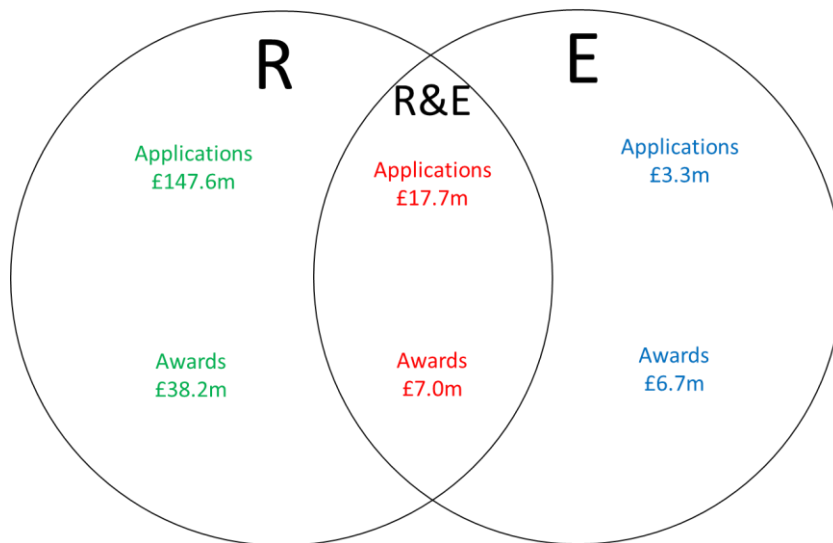 R
E
R&E
Applications
£147.6m
Applications
£17.7m
Applications
£3.3m
Awards
£38.2m
Awards
£7.0m
Awards
£6.7m